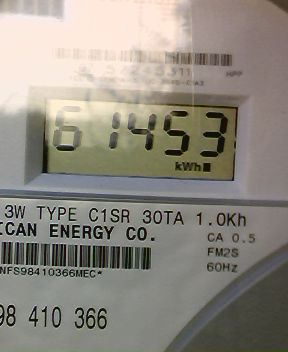 HPP
61453
kWh
3W TYPE C1SR 30TA 1.0Kh
ICAN ENERGY CO.
CA 0.5
FM2S
NFS98410366MEC*
60Hz
98 410 366